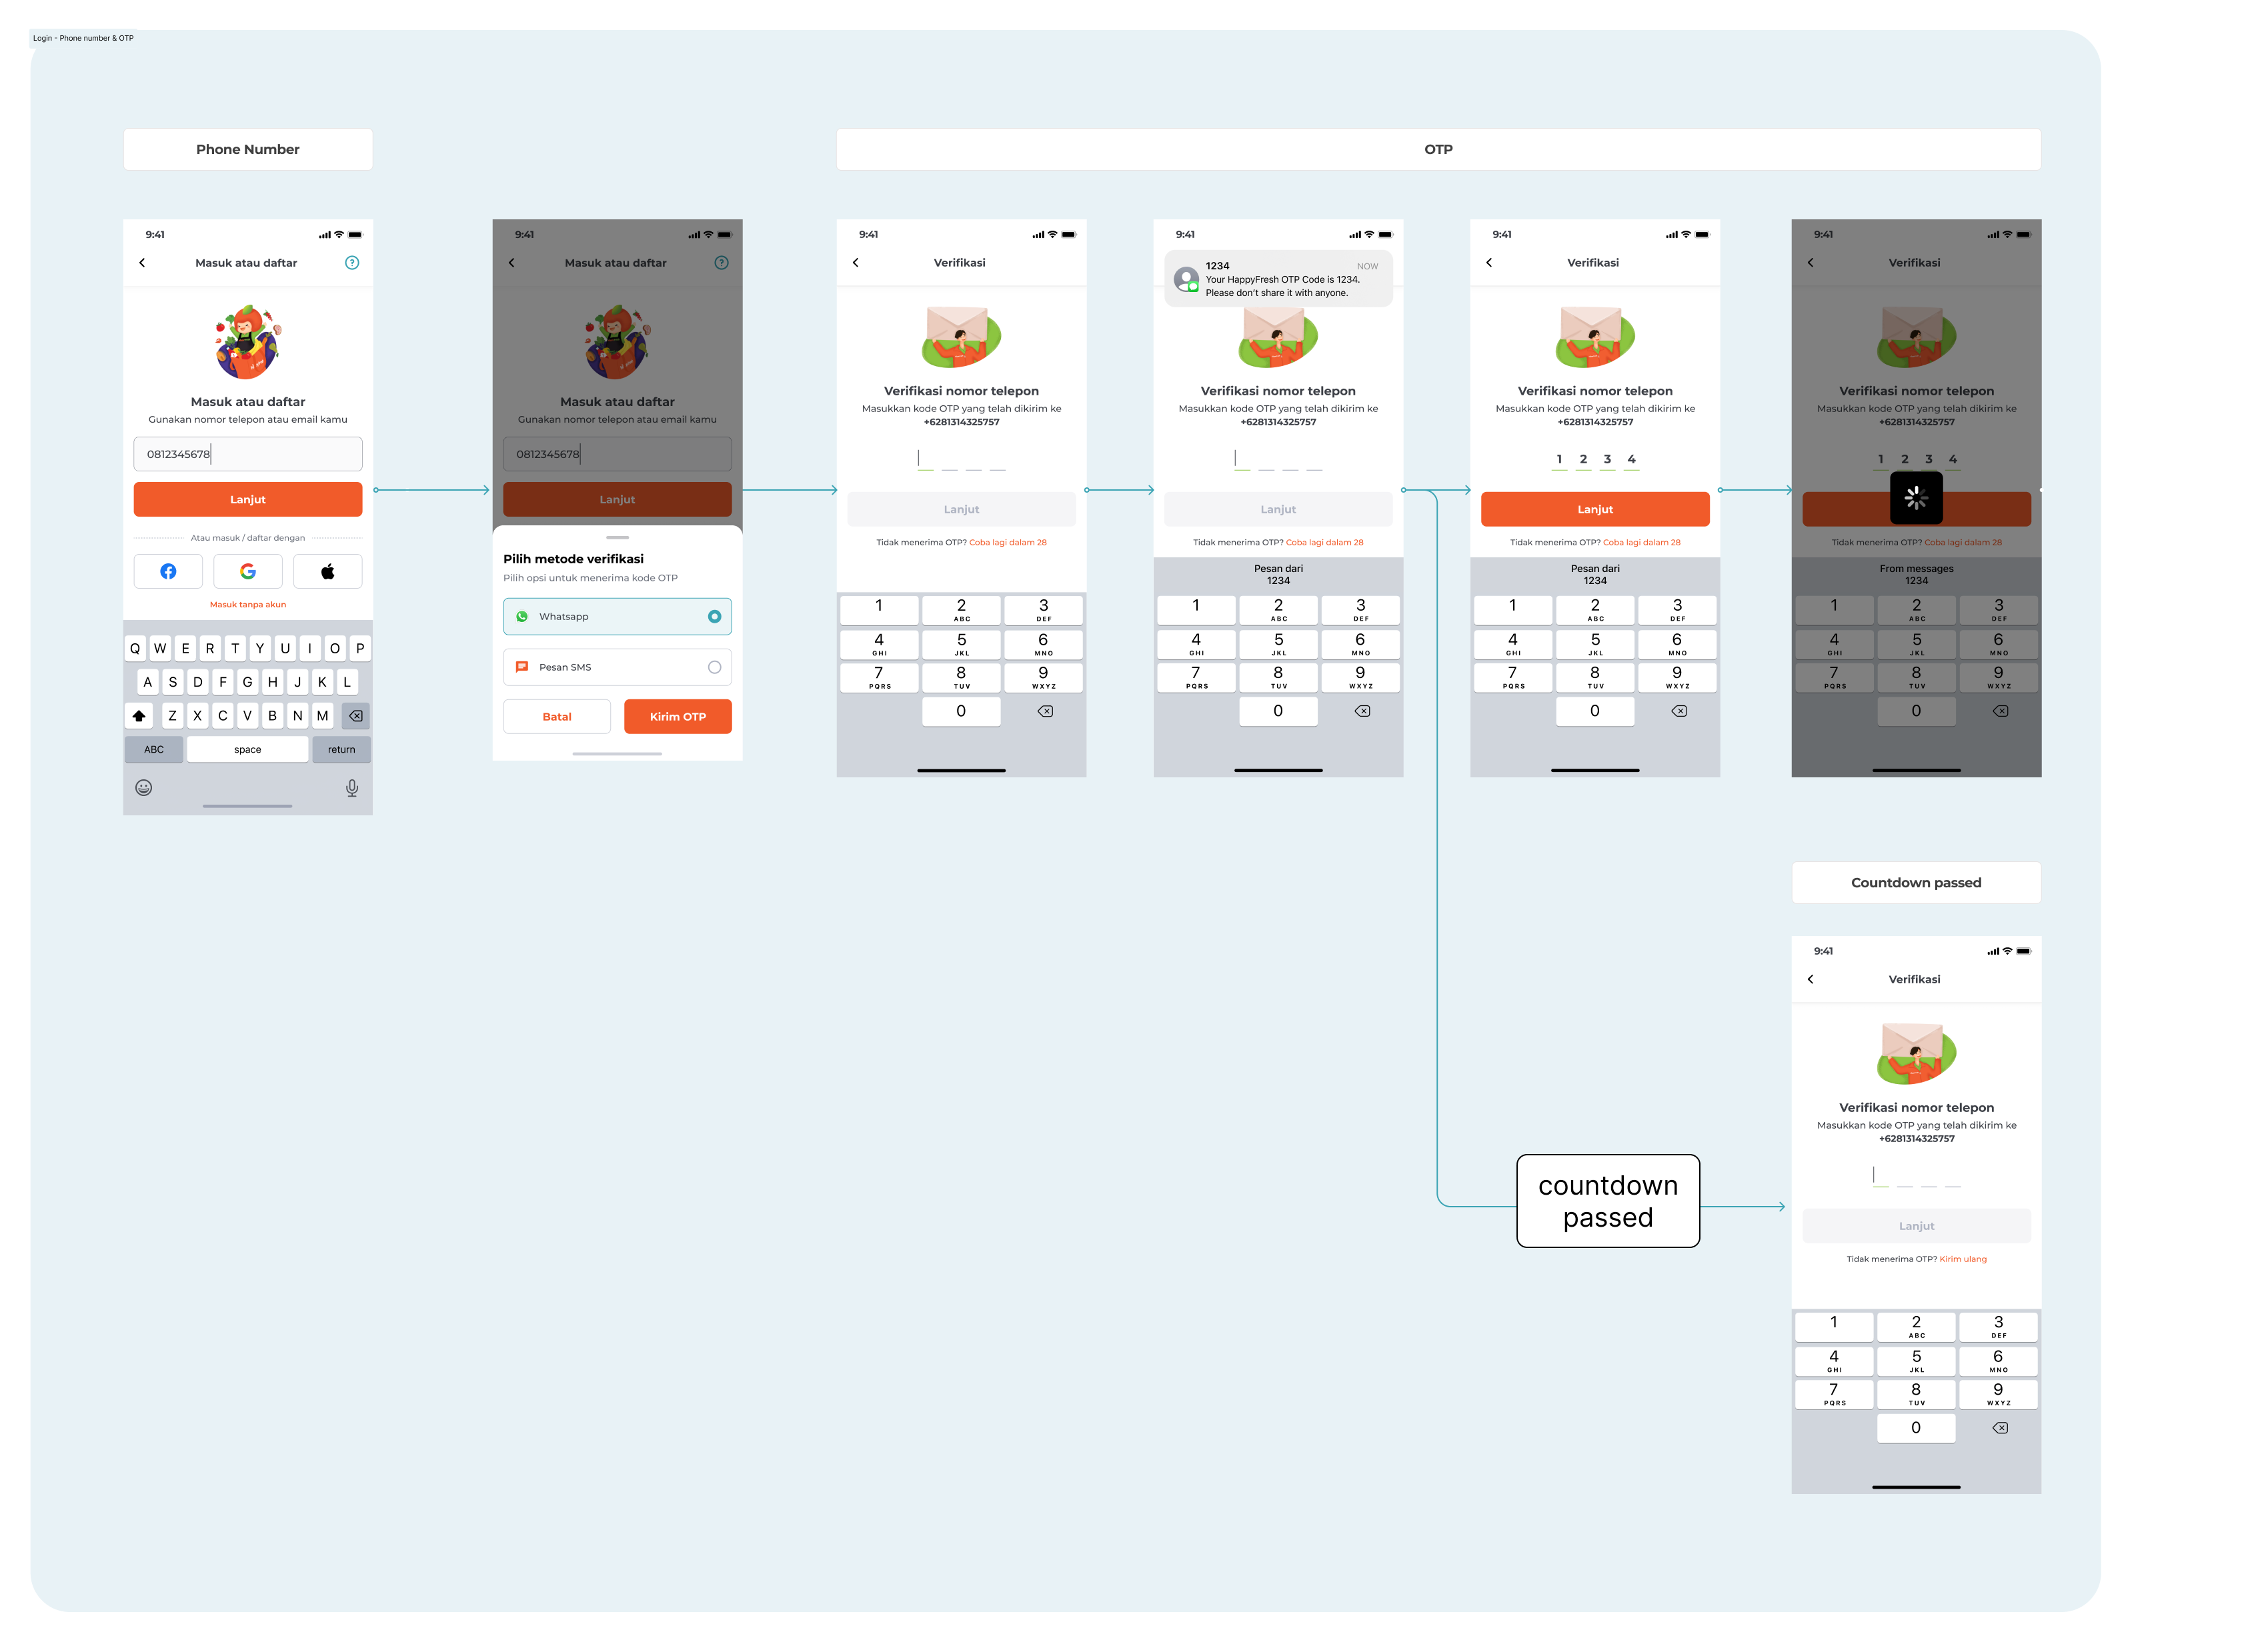 Login - Phone number & OTP
Phone Number
OTP
9:41
Masuk atau daftar
?
Masuk atau daftar
Gunakan nomor telepon atau email kamu
0812345678
Lanjut
Atau masuk / daftar dengan
Masuk tanpa akun
Q W E R T Y U I O P
A S D F G H J K L
Z X C V B N M
ABC space return
9:41
Masuk atau daftar
?
Masuk atau daftar
Gunakan nomor telepon atau email kamu
0812345678
Lanjut
Pilih metode verifikasi
Pilih opsi untuk menerima kode OTP
Whatsapp
Pesan SMS
Batal Kirim OTP
9:41
Verifikasi
Verifikasi nomor telepon
Masukkan kode OTP yang telah dikirim ke
+6281314325757
Lanjut
Tidak menerima OTP? Coba lagi dalam 28
1 2 3
ABC DEF
4 5 6
GHI JKL MNO
7 8 9
PQRS TUV WXYZ
0
9:41
1234 NOW
Your HappyFresh OTP Code is 1234.
Please don't share it with anyone.
Verifikasi nomor telepon
Masukkan kode OTP yang telah dikirim ke
+6281314325757
Lanjut
Tidak menerima OTP? Coba lagi dalam 28
Pesan dari
1234
1 2 3
ABC DEF
4 5 6
GHI JKL MNO
7 8 9
PQRS TUV WXYZ
0
9:41
Verifikasi
Verifikasi nomor telepon
Masukkan kode OTP yang telah dikirim ke
+6281314325757
1 2 3 4
Lanjut
Tidak menerima OTP? Coba lagi dalam 28
Pesan dari
1234
1 2 3
ABC DEF
4 5 6
GHI JKL MNO
7 8 9
PQRS TUV WXYZ
0
9:41
Verifikasi
Verifikasi nomor telepon
Masukkan kode OTP yang telah dikirim ke
+6281314325757
1 2 3 4
Tidak menerima OTP? Coba lagi dalam 28
From messages
1234
1 2 3
ABC DEF
4 5 6
GHI JKL MNO
7 8 9
PQRS TUV WXYZ
0
countdown
passed
Countdown passed
9:41
Verifikasi
Verifikasi nomor telepon
Masukkan kode OTP yang telah dikirim ke
+6281314325757
Lanjut
Tidak menerima OTP? Kirim ulang
1 2 3
ABC DEF
4 5 6
GHI JKL MNO
7 8 9
PQRS TUV WXYZ
0